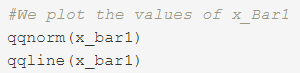 #We plot the values of x_Bar1
qqnorm(x_bar1)
qqline(x_bar1)